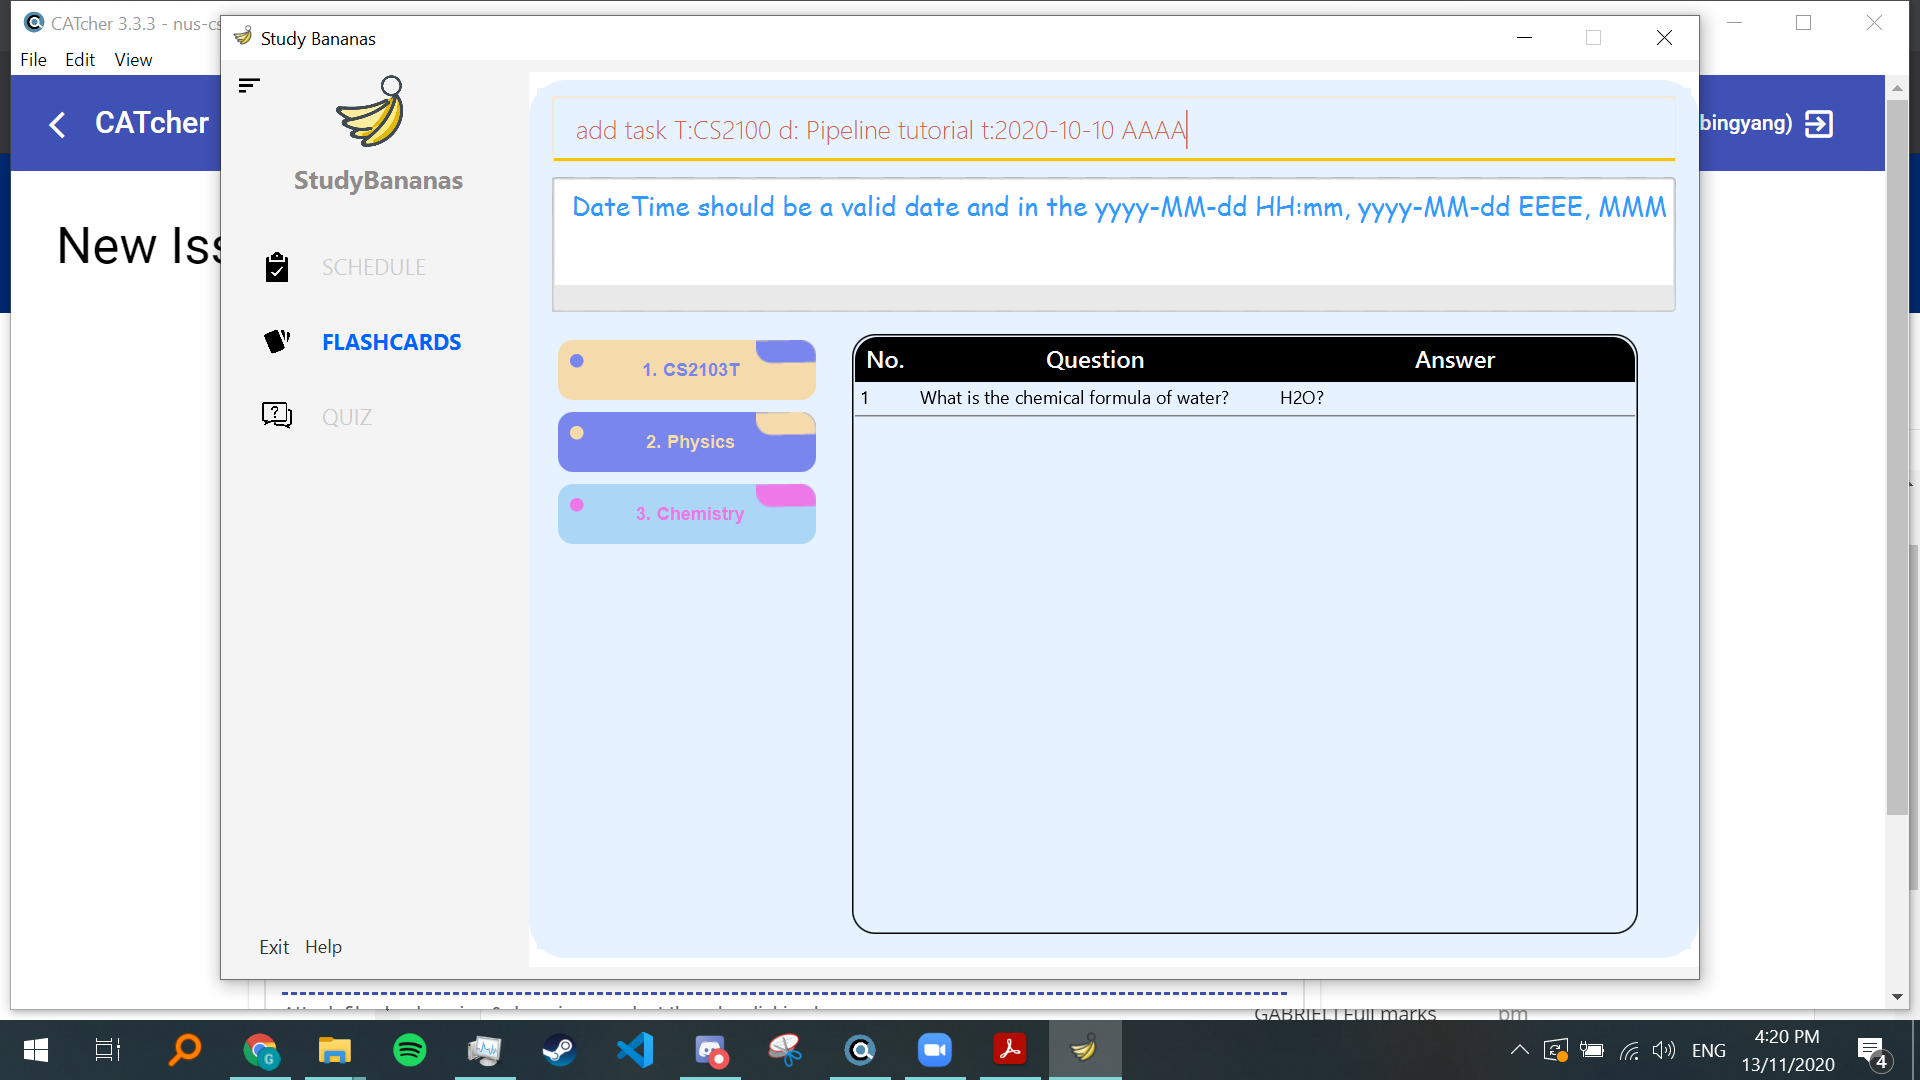 CATcher 3.3.3 - nus-cs
File Edit View
CATcher
bingyang)
New Iss
Study Bananas
StudyBananas
SCHEDULE
FLASHCARDS
QUIZ
Exit Help
add task T:CS2100 d: Pipeline tutorial t:2020-10-10 AAAA
DateTime should be a valid date and in the yyyy-MM-dd HH:mm, yyyy-MM-dd EEEE, MMM
1. CS2103T
2. Physics
3. Chemistry
No. Question Answer
1 What is the chemical formula of water? H2O?
GABRIEL) Full marks pm
ENG
4:20 PM
13/11/2020
4